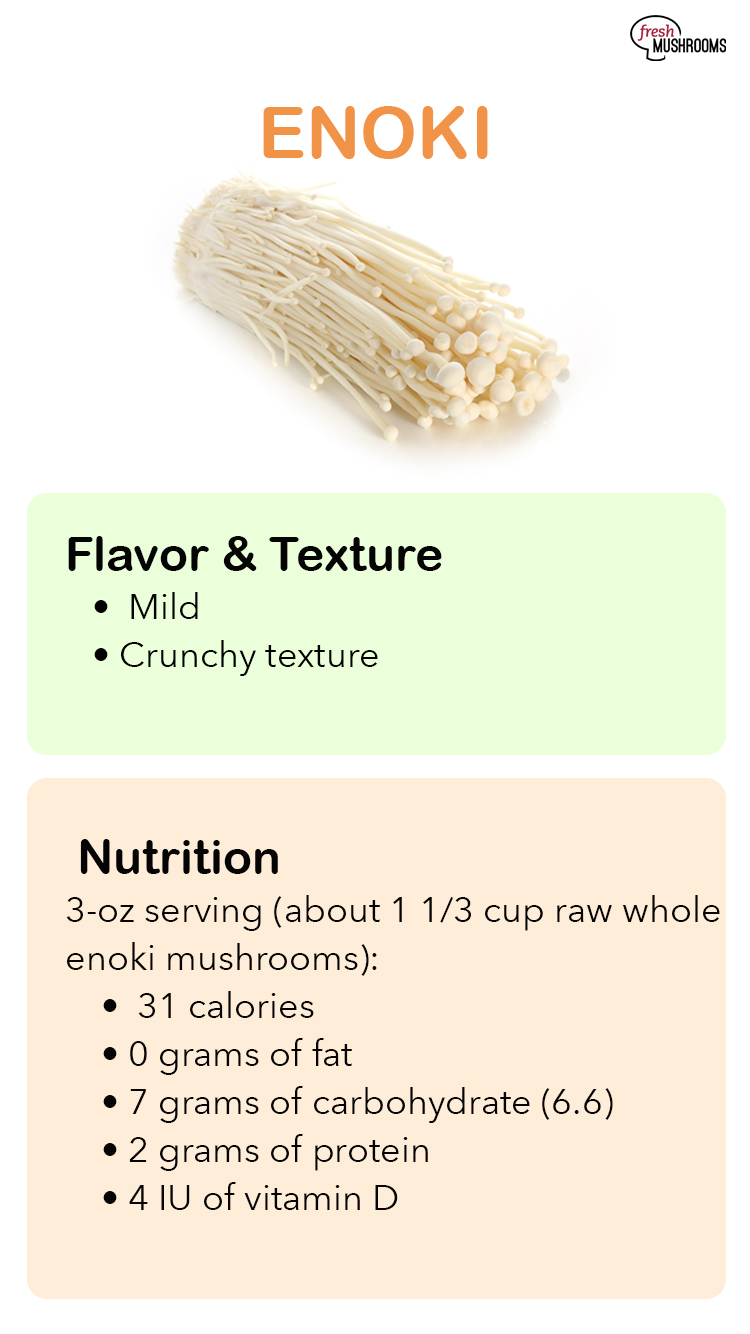 fresh
MUSHROOMS
ENOKI
Flavor & Texture
• Mild
• Crunchy texture
Nutrition
3-oz serving (about 1 1/3 cup raw whole
enoki mushrooms):
• 31 calories
• 0 grams of fat
• 7 grams of carbohydrate (6.6)
• 2 grams of protein
• 4 IU of vitamin D